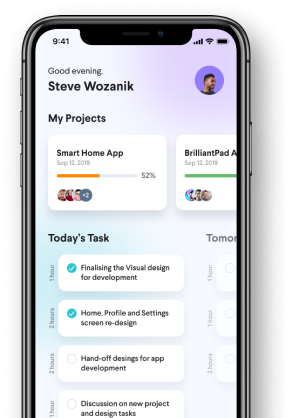 9:41
Good evening,
Steve Wozanik
My Projects
Smart Home App
Sep 12, 2019
52%
+2
BrilliantPad A
Sep 12, 2019
Today's Task
Tomor
1 hour
Finalising the Visual design
for development
1 hour
2 hours
Home, Profile and Settings
screen re-design
1 hour
2 hours
Hand-off desings for app
development
2 hours
1 hour
Discussion on new project
and design tasks